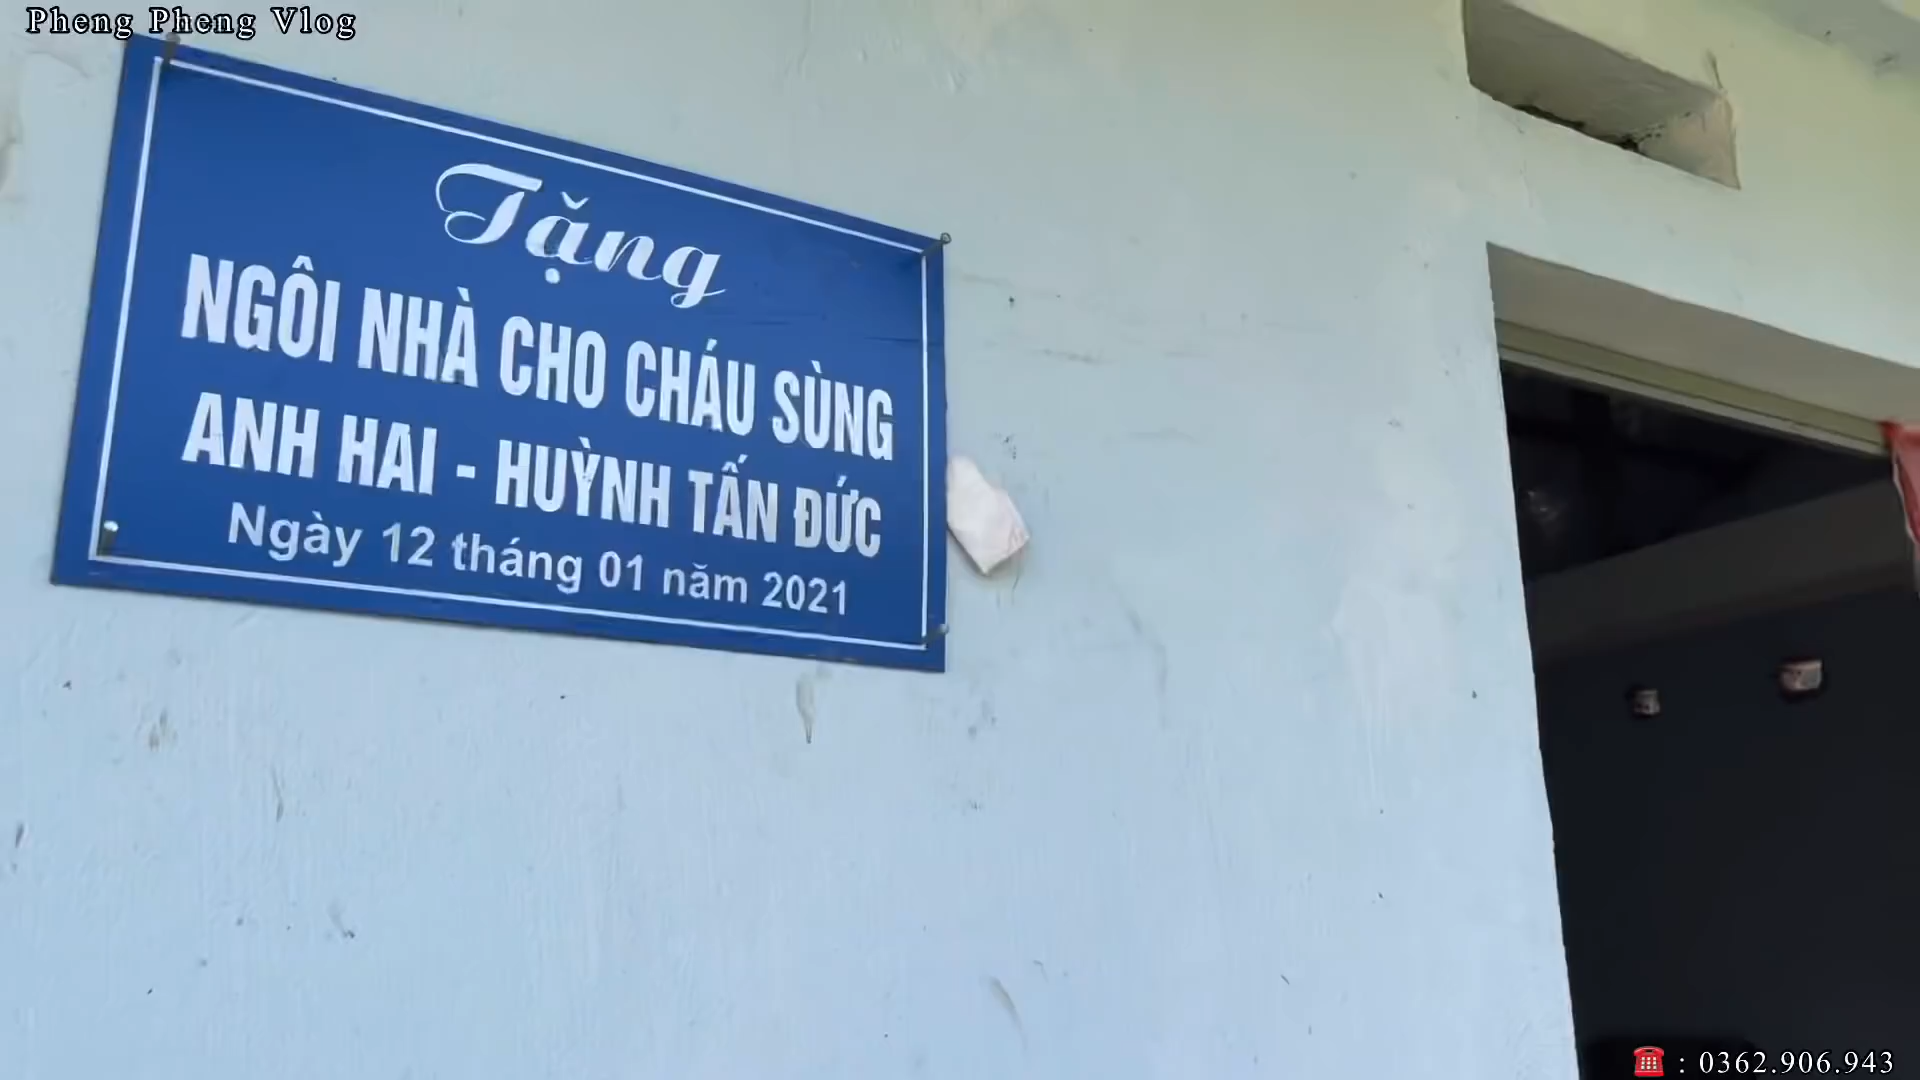 Pheng Pheng Vlog
Tặng
NGÔI NHÀ CHO CHÁU SÙNG
ANH HAI - HUỲNH TẤN ĐỨC
Ngày 12 tháng 01 năm 2021
☎ : 0362.906.943